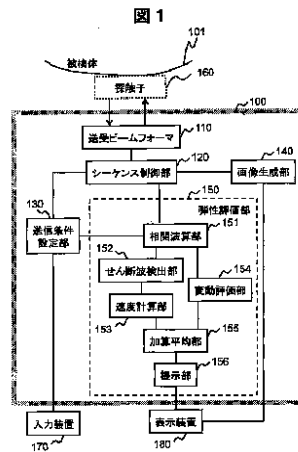 図1
101
被検体
探触子
160
100
送受ビームフォーマ
110
120
140
シーケンス制御部
画像生成部
130
150
弾性評価部
送信条件
設定部
151
相関演算部
152
せん断波検出部
154
速度計算部
変動評価部
153
155
加算平均部
156
提示部
入力装置
表示装置
170
180